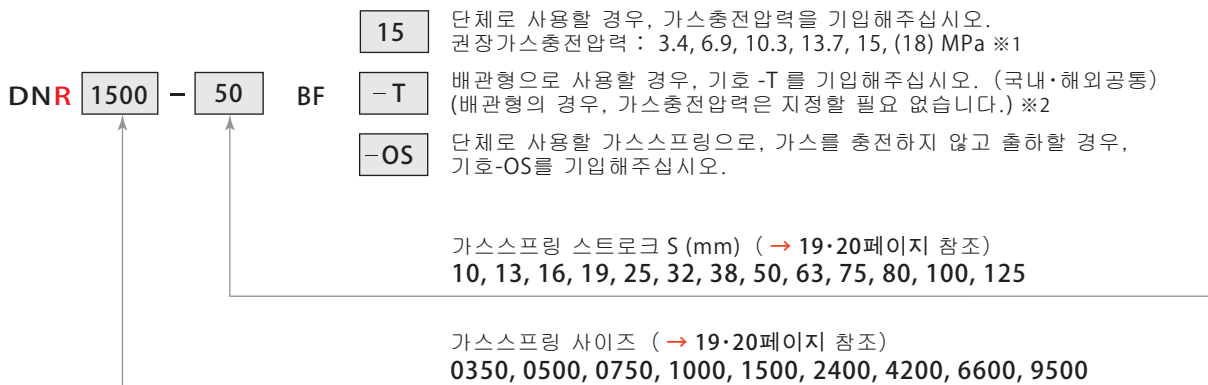 15 단체로 사용할 경우, 가스충전압력을 기입해주십시오.
권장가스충전압력 : 3.4, 6.9, 10.3, 13.7, 15, (18) MPa ※1
DNR 1500 – 50 BF –T 배관형으로 사용할 경우, 기호 -T 를 기입해주십시오. (국내·해외공통)
(배관형의 경우, 가스충전압력은 지정할 필요 없습니다.) ※2
–OS 단체로 사용할 가스스프링으로, 가스를 충전하지 않고 출하할 경우,
기호-OS를 기입해주십시오.
가스스프링 스트로크 S (mm) ( → 19·20페이지 참조)
10, 13, 16, 19, 25, 32, 38, 50, 63, 75, 80, 100, 125
가스스프링 사이즈 ( → 19·20페이지 참조)
0350, 0500, 0750, 1000, 1500, 2400, 4200, 6600, 9500